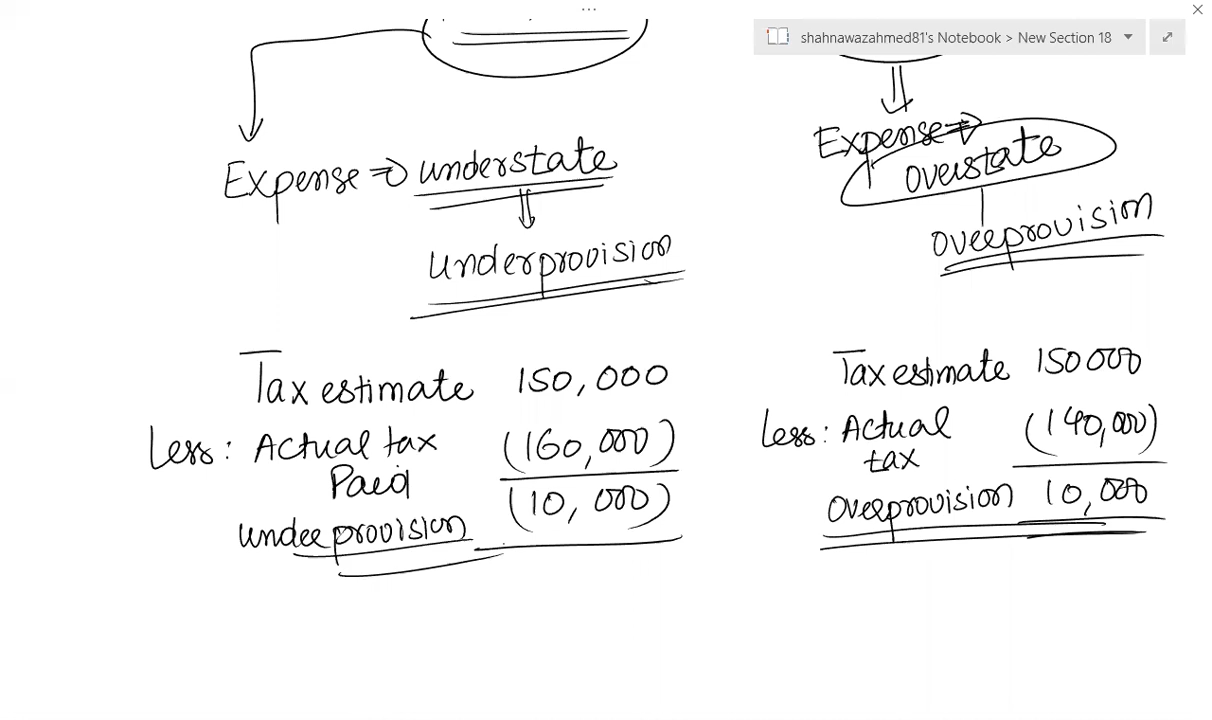 shahnawazahmed81's Notebook > New Section 18
Expense ⇒ understate
⇓
underprovision
Tax estimate 150,000
Less: Actual tax (160,000)
Paid
underprovision (10,000)
⇓
Expense ⇒
overstate
overprovision
Tax estimate 150000
Less: Actual (140,000)
tax
overprovision 10,000